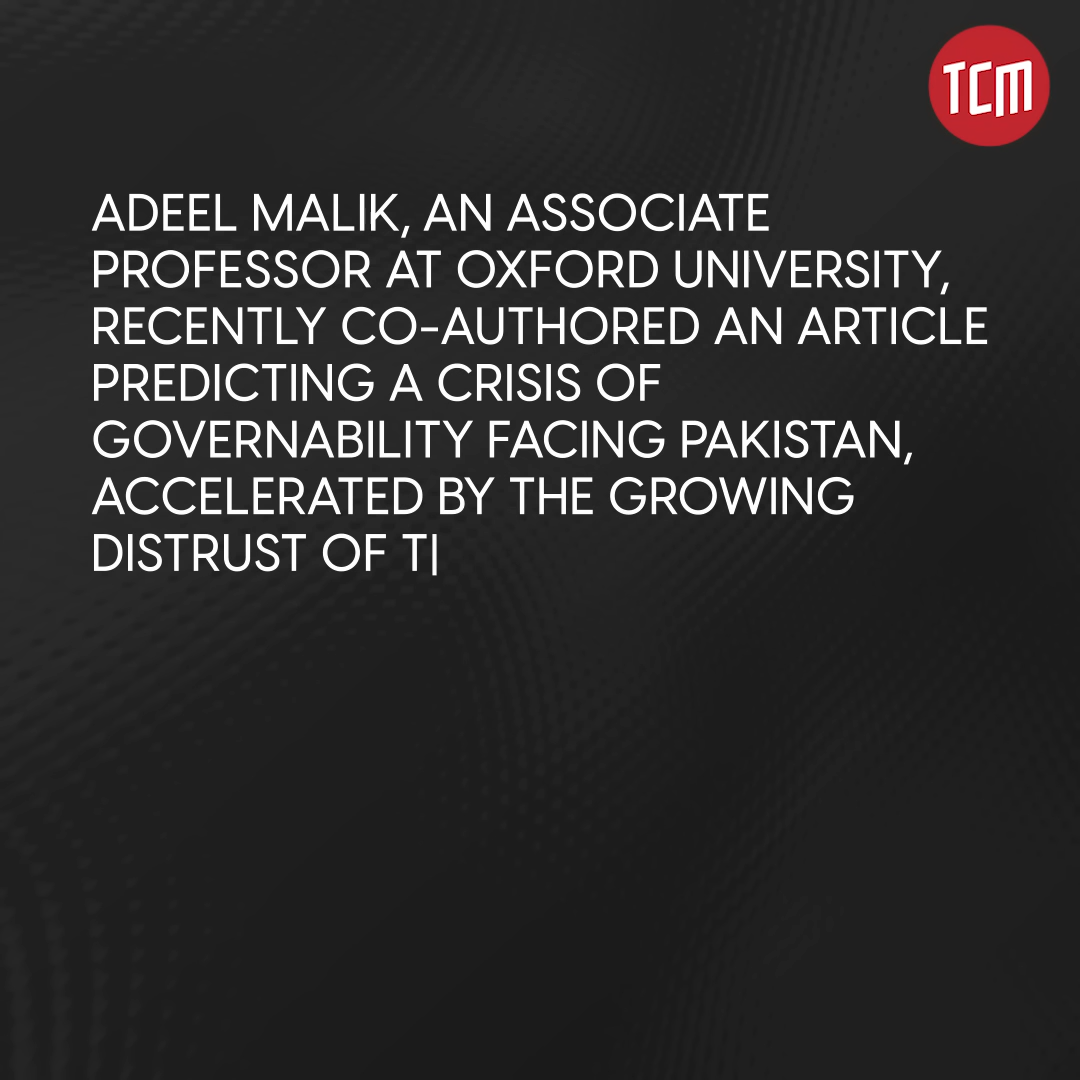 TCM
ADEEL MALIK, AN ASSOCIATE
PROFESSOR AT OXFORD UNIVERSITY,
RECENTLY CO-AUTHORED AN ARTICLE
PREDICTING A CRISIS OF
GOVERNABILITY FACING PAKISTAN,
ACCELERATED BY THE GROWING
DISTRUST OF T|